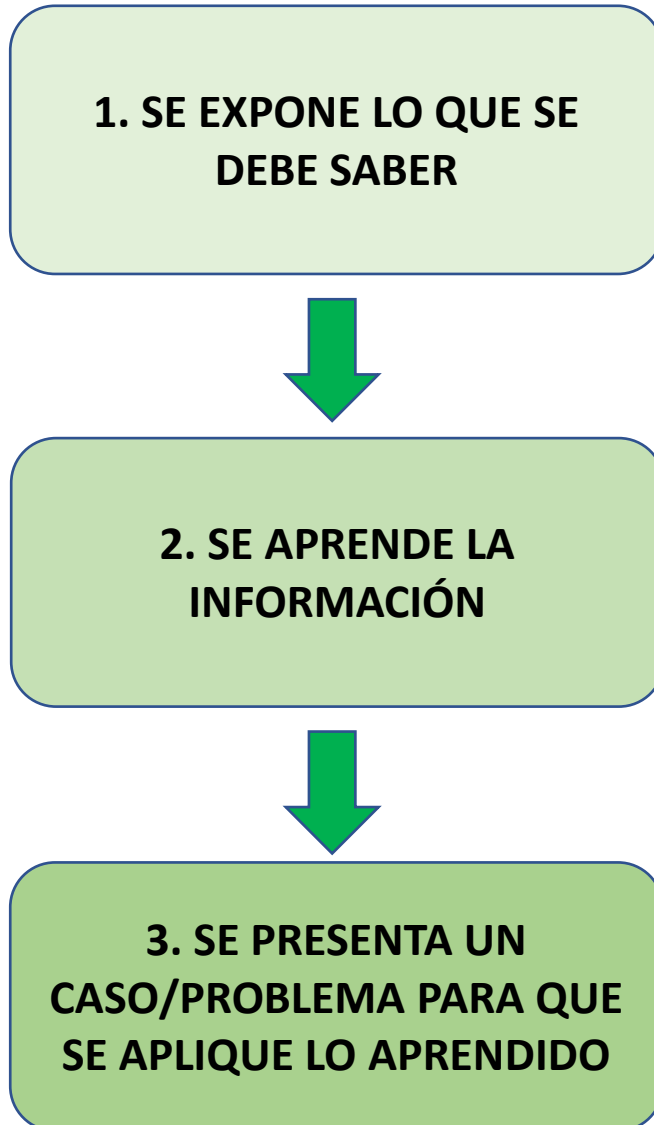 1. SE EXPONE LO QUE SE
DEBE SABER
2. SE APRENDE LA
INFORMACIÓN
3. SE PRESENTA UN
CASO/PROBLEMA PARA QUE
SE APLIQUE LO APRENDIDO